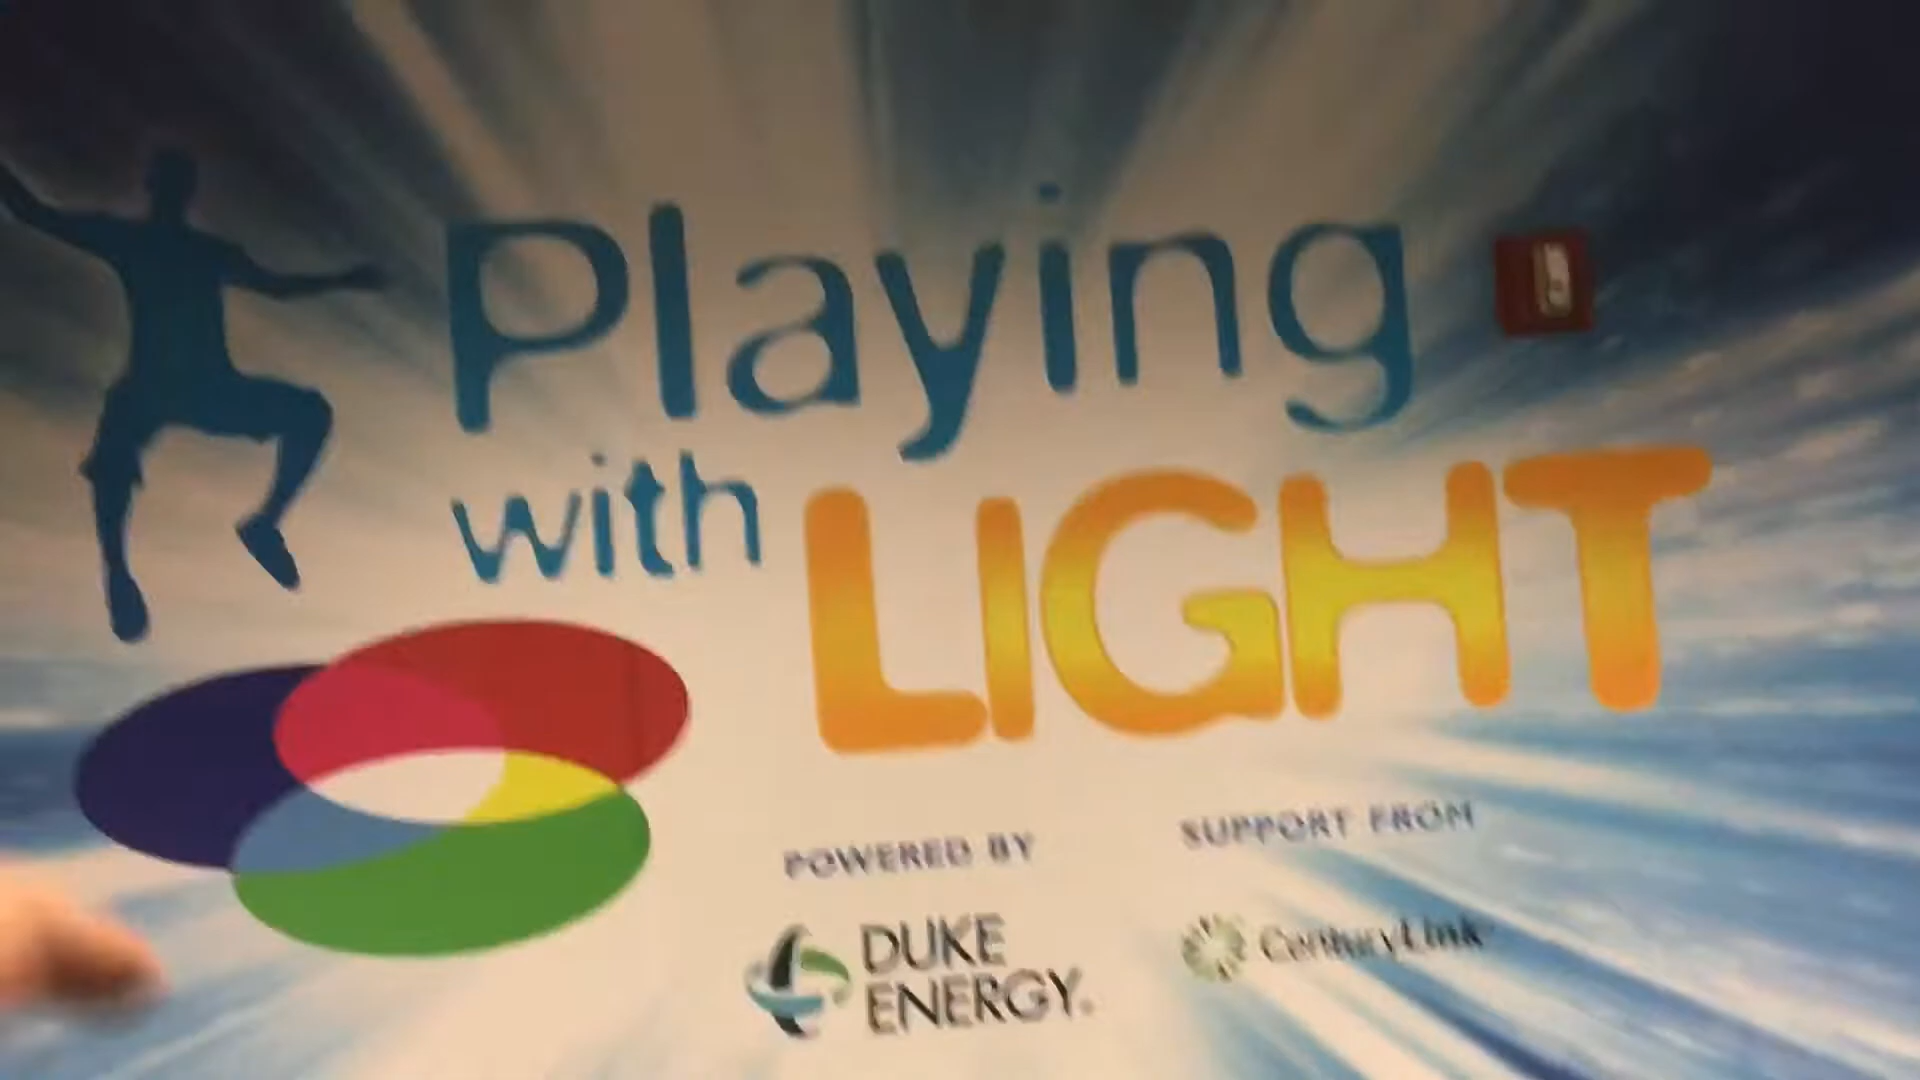 Playing
with LIGHT
POWERED BY
SUPPORT FROM
DUKE
ENERGY®
CenturyLink